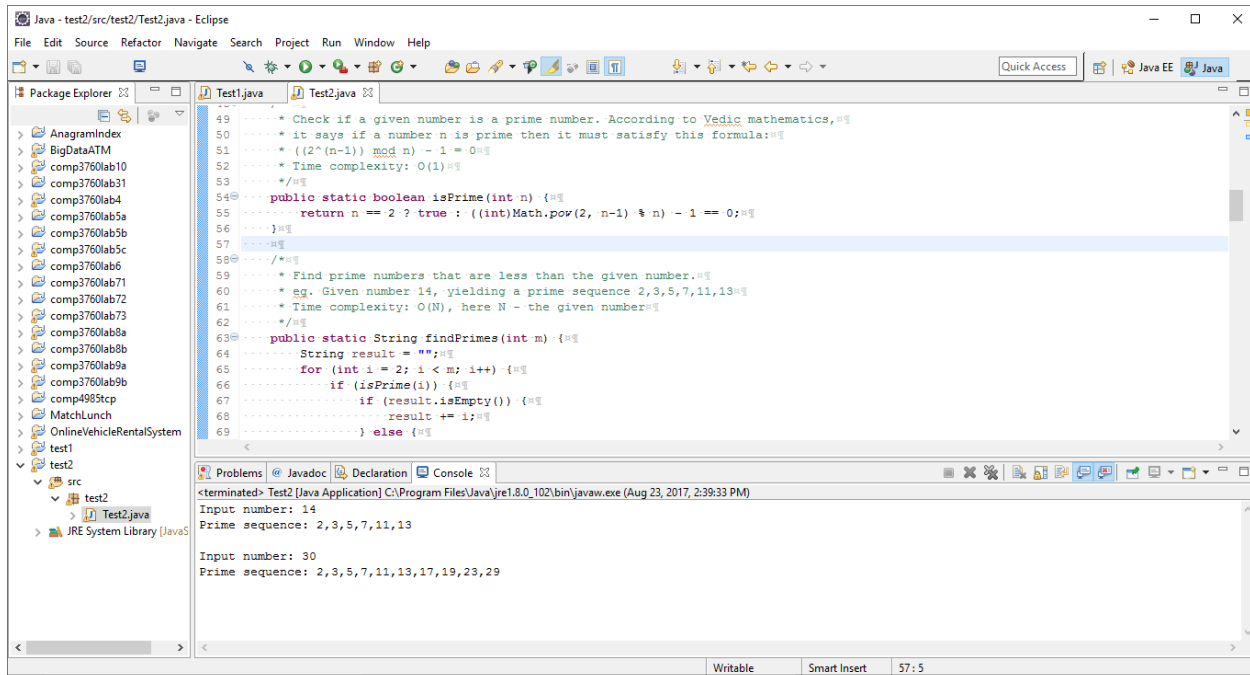 Java - test2/src/test2/Test2.java - Eclipse
File Edit Source Refactor Navigate Search Project Run Window Help
Quick Access Java EE Java
Package Explorer
AnagramIndex
BigDataATM
comp3760lab10
comp3760lab31
comp3760lab4
comp3760lab5a
comp3760lab5b
comp3760lab5c
comp3760lab6
comp3760lab71
comp3760lab72
comp3760lab73
comp3760lab8a
comp3760lab8b
comp3760lab9a
comp3760lab9b
comp4985tcp
MatchLunch
OnlineVehicleRentalSystem
test1
test2
src
test2
Test2.java
JRE System Library [JavaS
Test1.java Test2.java
49 * Check if a given number is a prime number. According to Vedic mathematics,¤¶
50 * it says if a number n is prime then it must satisfy this formula:¤¶
51 * ((2^(n-1)) mod n) - 1 = 0¤¶
52 * Time complexity: O(1)¤¶
53 */¤¶
54 public static boolean isPrime(int n) {¤¶
55 return n == 2 ? true : ((int)Math.pow(2, n-1) % n) - 1 == 0;¤¶
56 }¤¶
57 ¤¶
58 /*¤¶
59 * Find prime numbers that are less than the given number.¤¶
60 * eg. Given number 14, yielding a prime sequence 2,3,5,7,11,13¤¶
61 * Time complexity: O(N), here N - the given number¤¶
62 */¤¶
63 public static String findPrimes(int m) {¤¶
64 String result = "";¤¶
65 for (int i = 2; i < m; i++) {¤¶
66 if (isPrime(i)) {¤¶
67 if (result.isEmpty()) {¤¶
68 result += i;¤¶
69 } else {¤¶
Problems @ Javadoc Declaration Console
<terminated> Test2 [Java Application] C:\Program Files\Java\jre1.8.0_102\bin\javaw.exe (Aug 23, 2017, 2:39:33 PM)
Input number: 14
Prime sequence: 2,3,5,7,11,13
Input number: 30
Prime sequence: 2,3,5,7,11,13,17,19,23,29
Writable Smart Insert 57 : 5